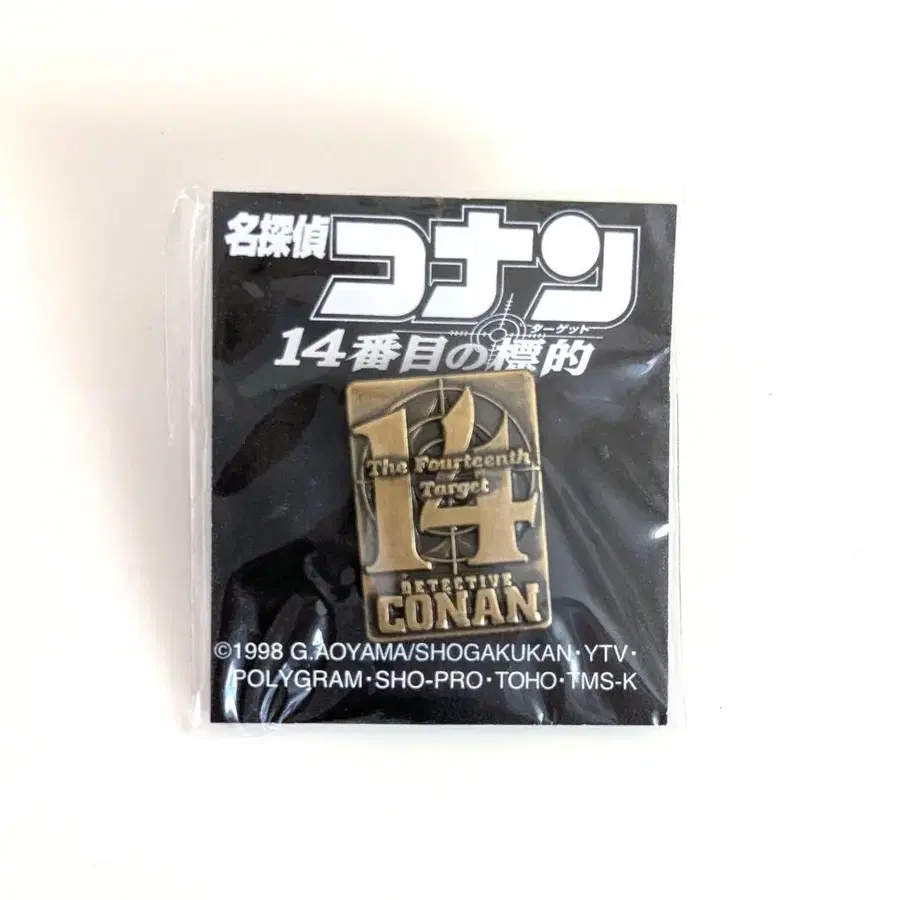 名探偵
コナン
ターゲット
14番目の標的
14
The Fourteenth
Target
DETECTIVE
CONAN
©1998 G.AOYAMA/SHOGAKUKAN・YTV・
POLYGRAM・SHO-PRO・TOHO・TMS-K